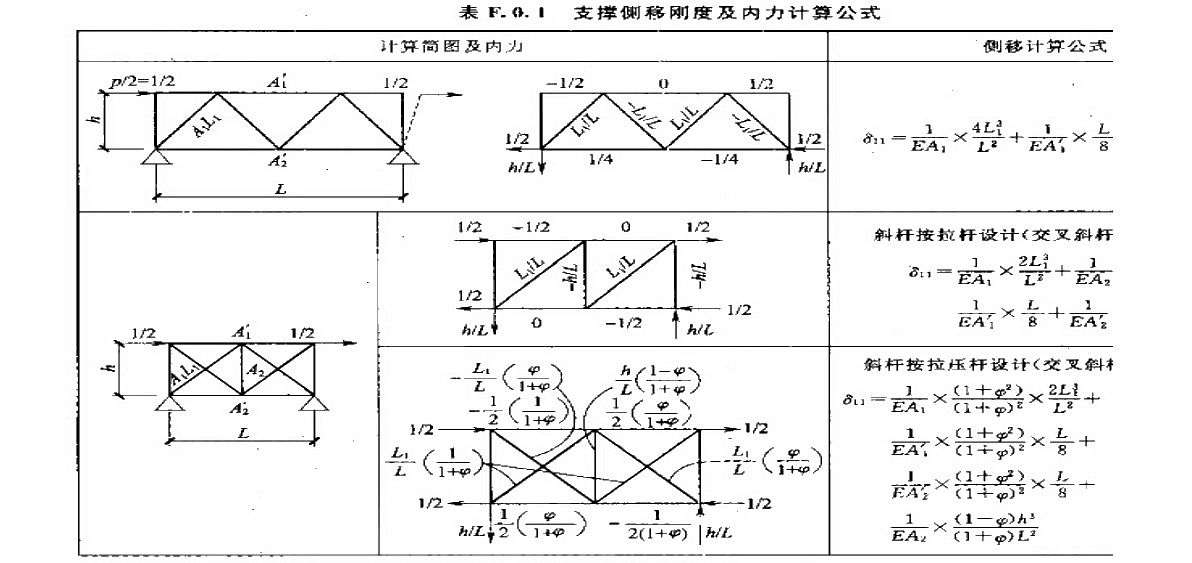 表 F.0.1 支撑侧移刚度及内力计算公式
计算简图及内力
侧移计算公式
p/2=1/2 A₁′ 1/2
h
A₁L₁
A₂′
L
-1/2 0 1/2
L₁/L -L₁/L L₁/L -L₁/L
1/2 1/2
1/4 -1/4
h/L h/L
δ₁₁ = 1/EA₁ × 4L₁³/L² + 1/EA₁′ × L/8
1/2 A₁′ 1/2
h
A₁L₁ A₂
A₂′
L
1/2 -1/2 0 1/2
L₁/L -h/L L₁/L -h/L
1/2 1/2
h/L 0 -1/2 h/L
斜杆按拉杆设计(交叉斜杆
δ₁₁ = 1/EA₁ × 2L₁³/L² + 1/EA₂
1/EA₁′ × L/8 + 1/EA₂′
-L₁/L (φ/1+φ) h/L (1-φ/1+φ)
-1/2 (1/1+φ) 1/2 (φ/1+φ)
1/2 1/2
L₁/L (1/1+φ) -L₁/L (φ/1+φ)
1/2 1/2
h/L 1/2 (φ/1+φ) -1/2(1+φ) h/L
斜杆按拉压杆设计(交叉斜
δ₁₁ = 1/EA₁ × (1+φ²)/(1+φ)² × 2L₁³/L² +
1/EA₁′ × (1+φ²)/(1+φ)² × L/8 +
1/EA₂′ × (1+φ²)/(1+φ)² × L/8 +
1/EA₂ × (1-φ)h³/(1+φ)L²